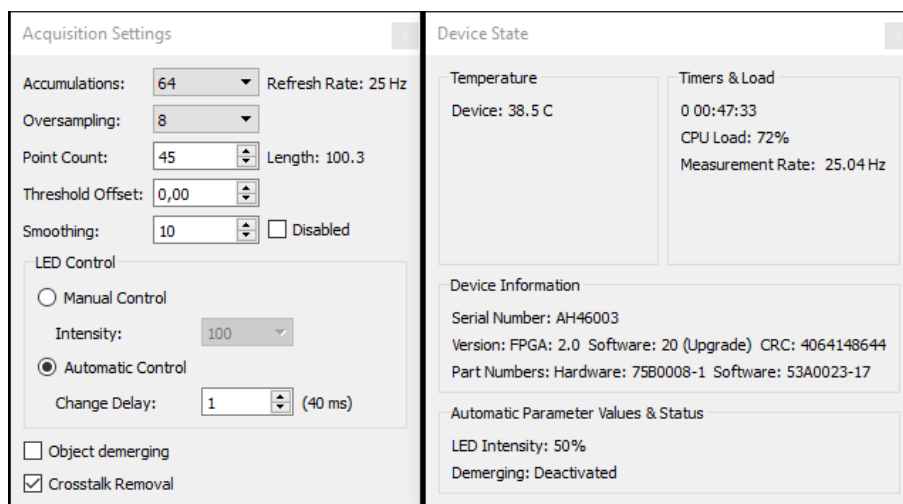 Acquisition Settings
x
Accumulations: 64 Refresh Rate: 25 Hz
Oversampling: 8
Point Count: 45 Length: 100.3
Threshold Offset: 0,00
Smoothing: 10 Disabled
LED Control
Manual Control
Intensity: 100
Automatic Control
Change Delay: 1 (40 ms)
Object demerging
Crosstalk Removal
Device State
x
Temperature
Device: 38.5 C
Timers & Load
0 00:47:33
CPU Load: 72%
Measurement Rate: 25.04 Hz
Device Information
Serial Number: AH46003
Version: FPGA: 2.0 Software: 20 (Upgrade) CRC: 4064148644
Part Numbers: Hardware: 75B0008-1 Software: 53A0023-17
Automatic Parameter Values & Status
LED Intensity: 50%
Demerging: Deactivated